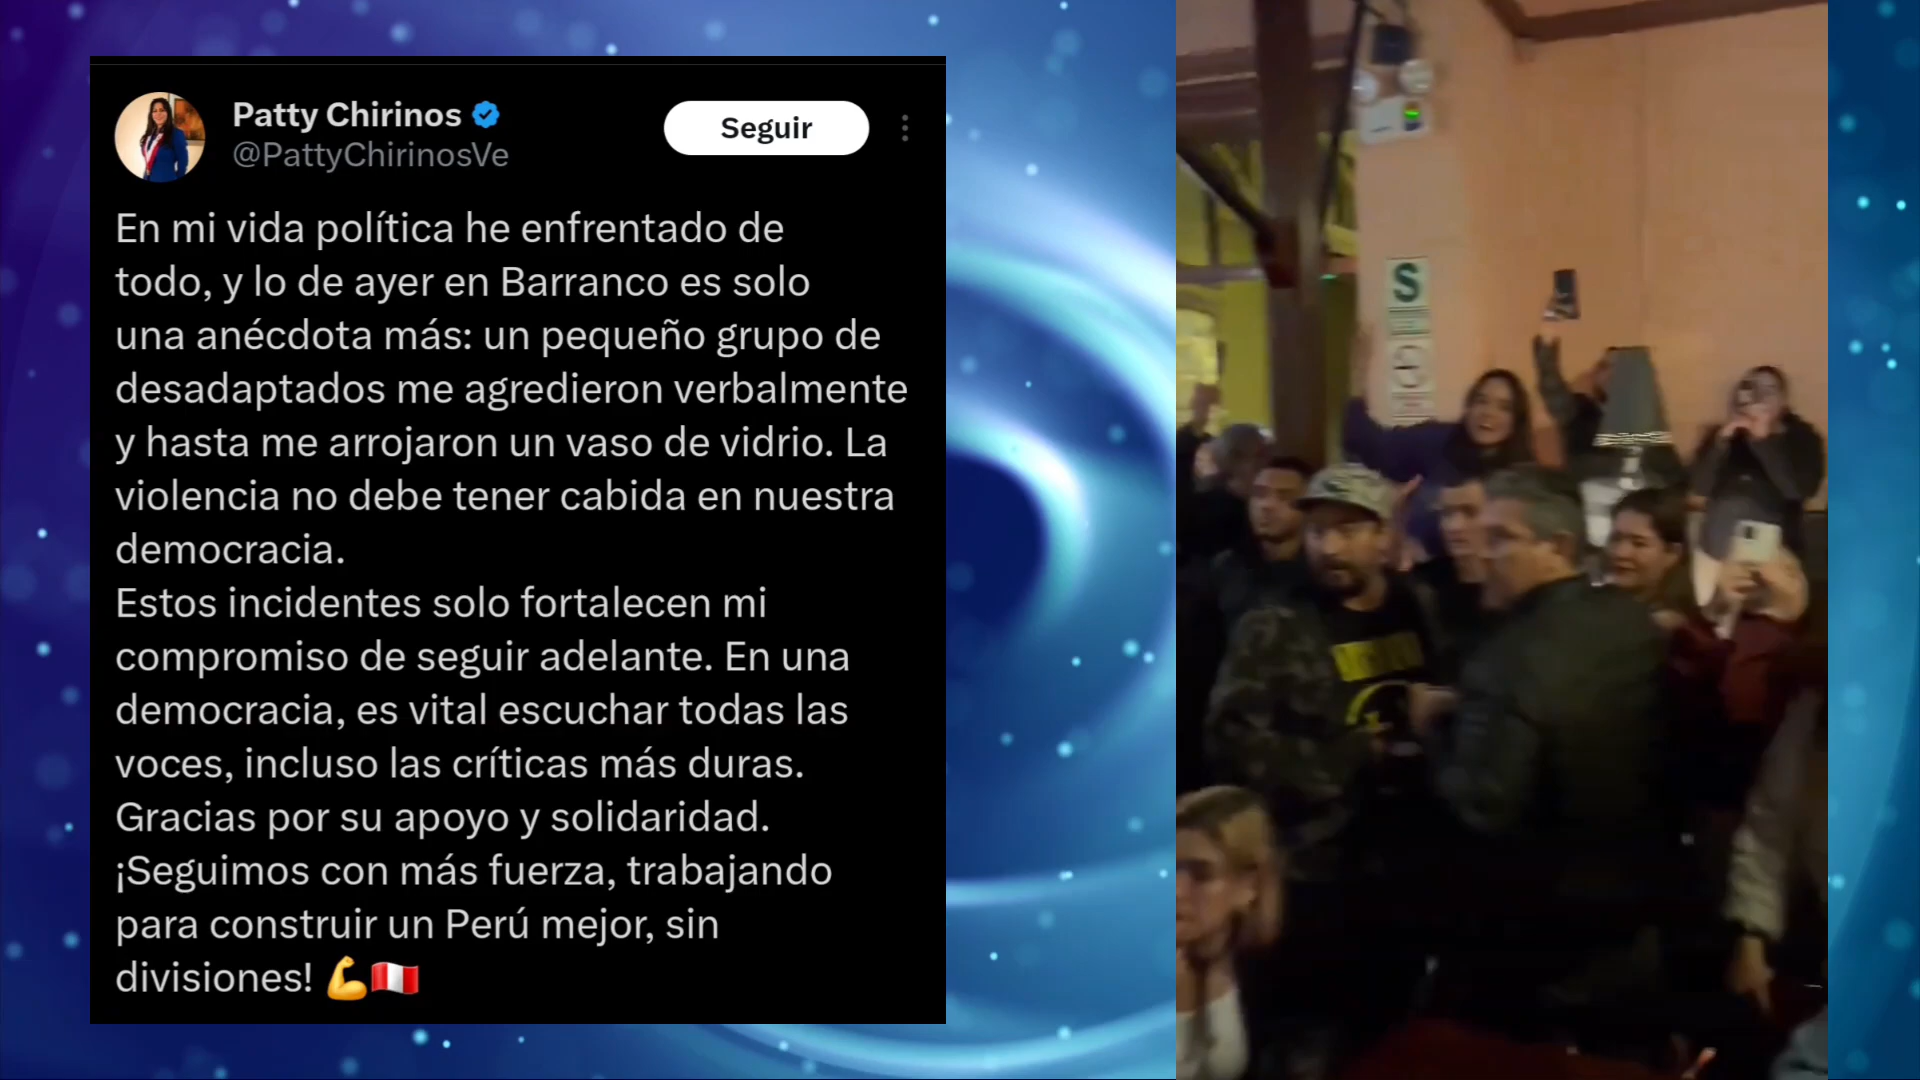 Patty Chirinos
@PattyChirinosVe
Seguir
En mi vida política he enfrentado de
todo, y lo de ayer en Barranco es solo
una anécdota más: un pequeño grupo de
desadaptados me agredieron verbalmente
y hasta me arrojaron un vaso de vidrio. La
violencia no debe tener cabida en nuestra
democracia.
Estos incidentes solo fortalecen mi
compromiso de seguir adelante. En una
democracia, es vital escuchar todas las
voces, incluso las críticas más duras.
Gracias por su apoyo y solidaridad.
¡Seguimos con más fuerza, trabajando
para construir un Perú mejor, sin
divisiones! 💪🇵🇪
S